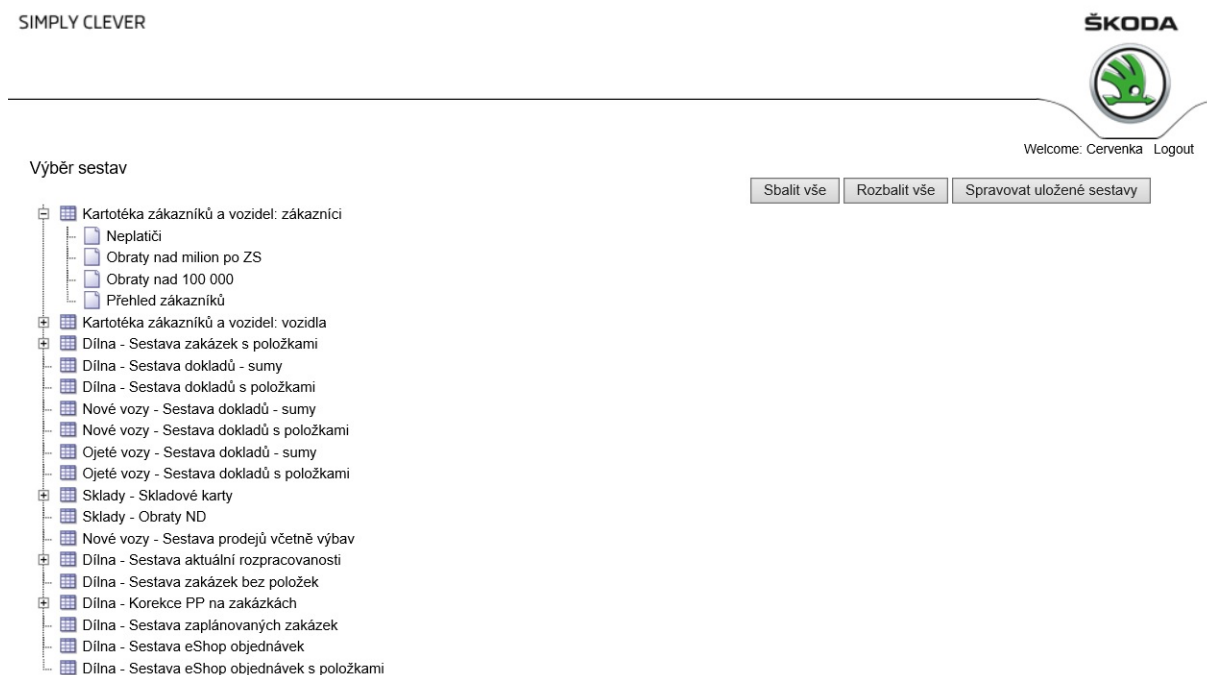 SIMPLY CLEVER
ŠKODA
Welcome: Cervenka Logout
Výběr sestav
Sbalit vše Rozbalit vše Spravovat uložené sestavy
Kartotéka zákazníků a vozidel: zákazníci
Neplatiči
Obraty nad milion po ZS
Obraty nad 100 000
Přehled zákazníků
Kartotéka zákazníků a vozidel: vozidla
Dílna - Sestava zakázek s položkami
Dílna - Sestava dokladů - sumy
Dílna - Sestava dokladů s položkami
Nové vozy - Sestava dokladů - sumy
Nové vozy - Sestava dokladů s položkami
Ojeté vozy - Sestava dokladů - sumy
Ojeté vozy - Sestava dokladů s položkami
Sklady - Skladové karty
Sklady - Obraty ND
Nové vozy - Sestava prodejů včetně výbav
Dílna - Sestava aktuální rozpracovanosti
Dílna - Sestava zakázek bez položek
Dílna - Korekce PP na zakázkách
Dílna - Sestava zaplánovaných zakázek
Dílna - Sestava eShop objednávek
Dílna - Sestava eShop objednávek s položkami